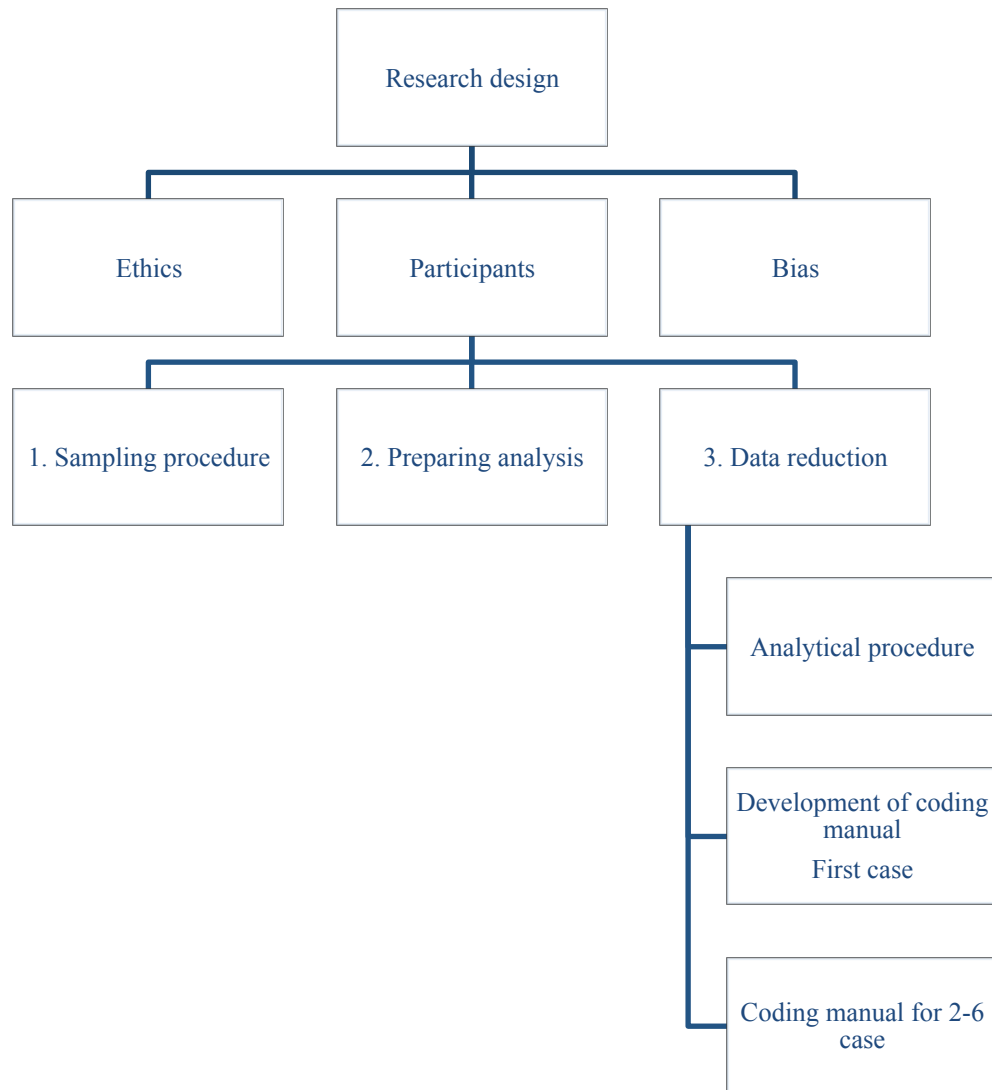 Research design
Ethics
Participants
Bias
1. Sampling procedure
2. Preparing analysis
3. Data reduction
Analytical procedure
Development of coding
manual
First case
Coding manual for 2-6
case